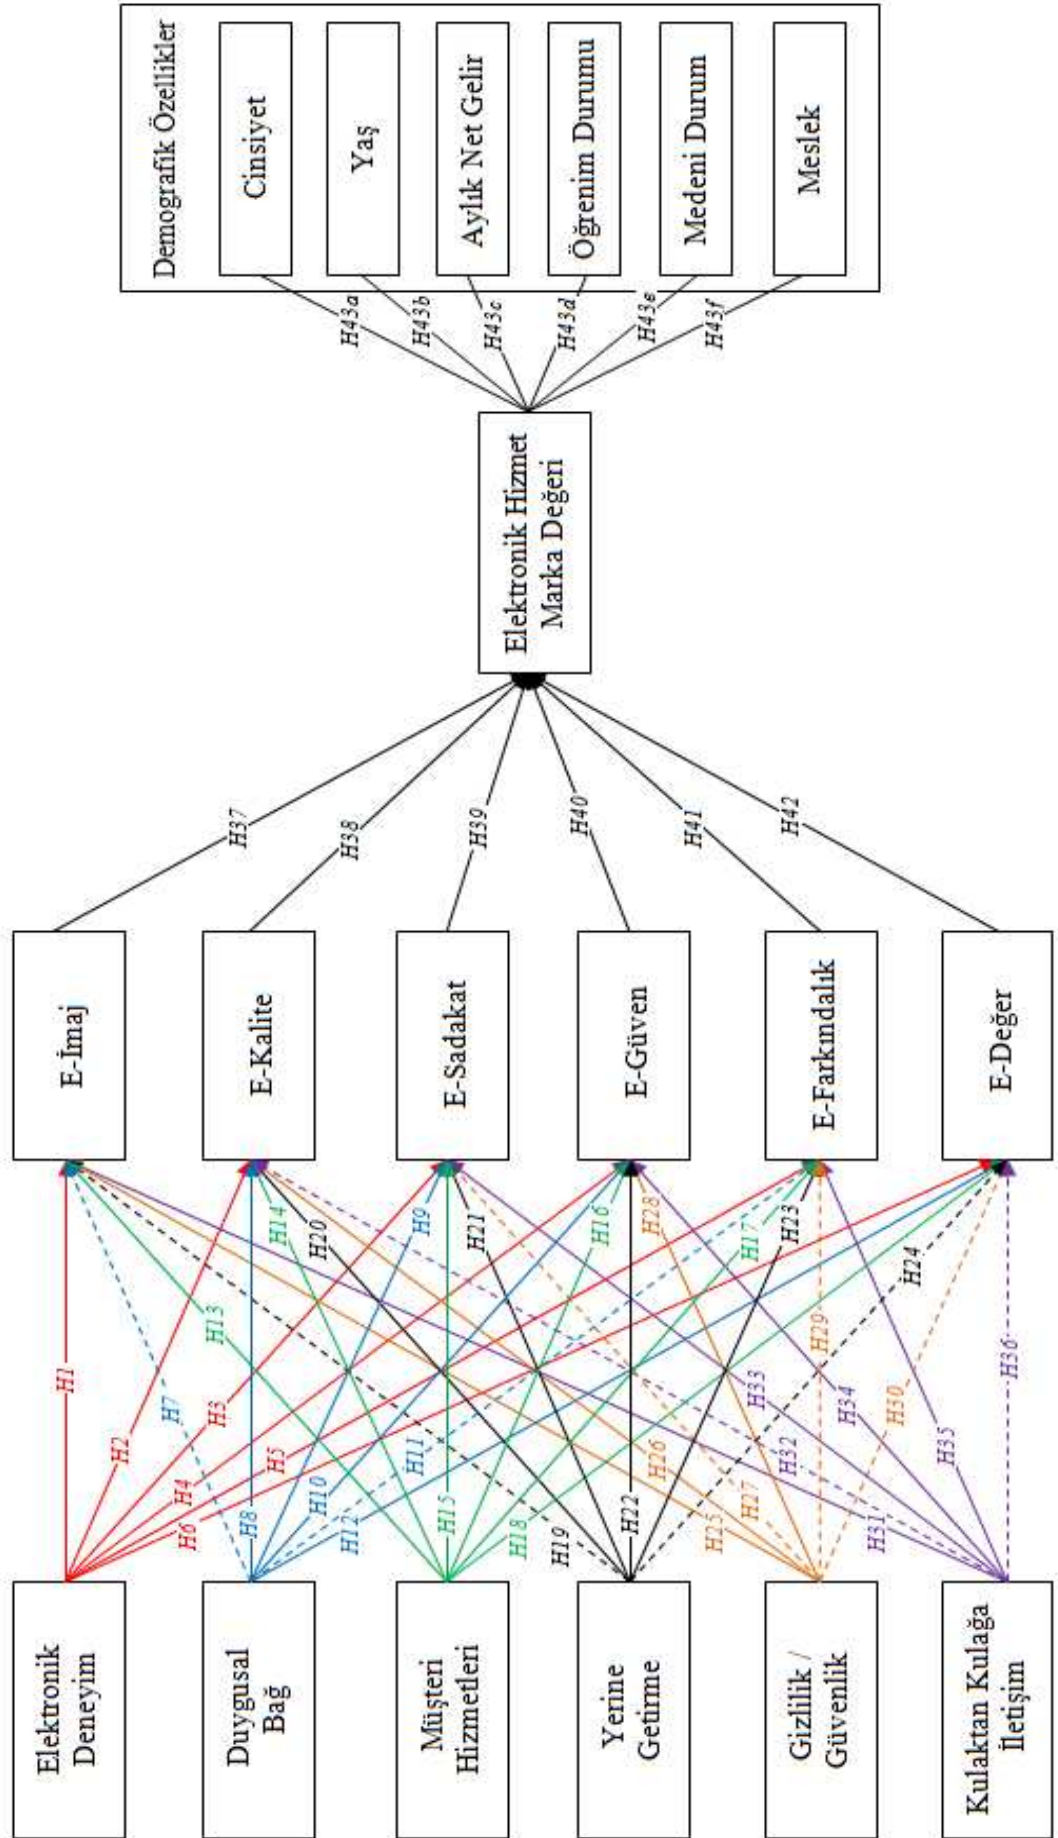 Elektronik
Deneyim
Duygusal
Bağ
Müşteri
Hizmetleri
Yerine
Getirme
Gizlilik /
Güvenlik
Kulaktan Kulağa
İletişim
H1
H2
H3
H4
H5
H6
H7
H8
H9
H10
H11
H12
H13
H14
H15
H16
H17
H18
H19
H20
H21
H22
H23
H24
H25
H26
H27
H28
H29
H30
H31
H32
H33
H34
H35
H36
E-İmaj
E-Kalite
E-Sadakat
E-Güven
E-Farkındalık
E-Değer
H37
H38
H39
H40
H41
H42
Elektronik Hizmet
Marka Değeri
H43a
H43b
H43c
H43d
H43e
H43f
Demografik Özellikler
Cinsiyet
Yaş
Aylık Net Gelir
Öğrenim Durumu
Medeni Durum
Meslek